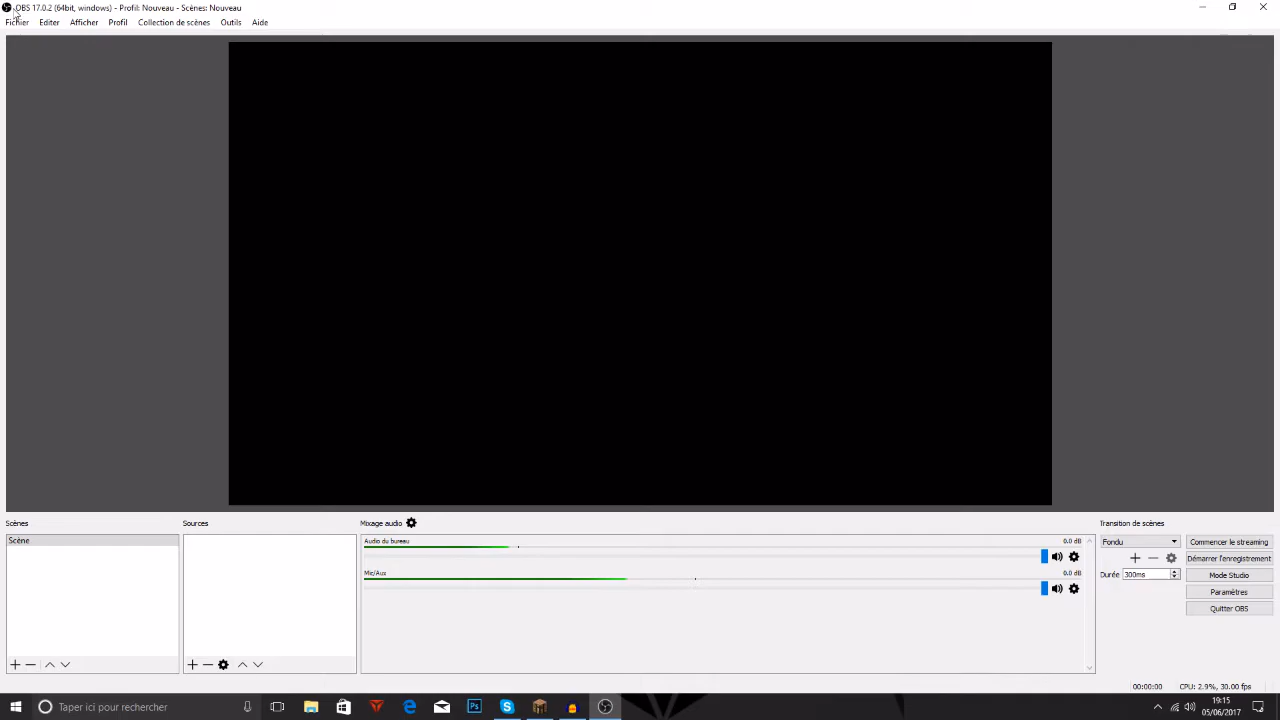 OBS 17.0.2 (64bit, windows) - Profil: Nouveau - Scènes: Nouveau
Fichier Editer Afficher Profil Collection de scènes Outils Aide
Scènes
Sources
Mixage audio
Transition de scènes
Scène
Audio du bureau
0.0 dB
Mic/Aux
0.0 dB
Fondu
Durée 300ms
Commencer le streaming
Démarrer l'enregistrement
Mode Studio
Paramètres
Quitter OBS
00:00:00 CPU: 2.9%, 30.00 fps
Taper ici pour rechercher
Ps
19:15
05/06/2017